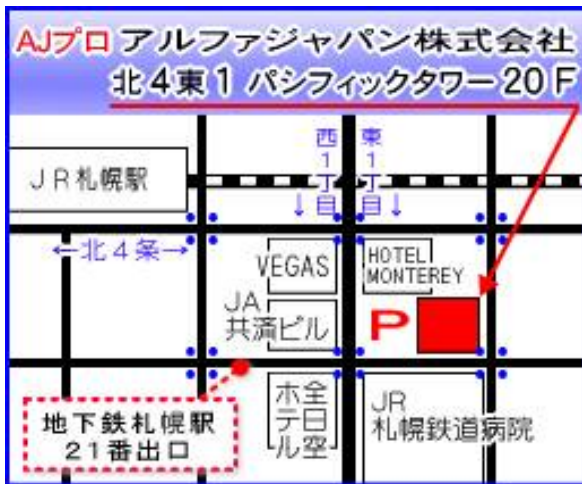 AJプロ アルファジャパン株式会社
北4東1 パシフィックタワー20F
西1丁目↓
東1丁目↓
JR札幌駅
←北4条→
VEGAS
HOTEL
MONTEREY
JA
共済ビル
P
地下鉄札幌駅
21番出口
全日空
ホテル
JR
札幌鉄道病院